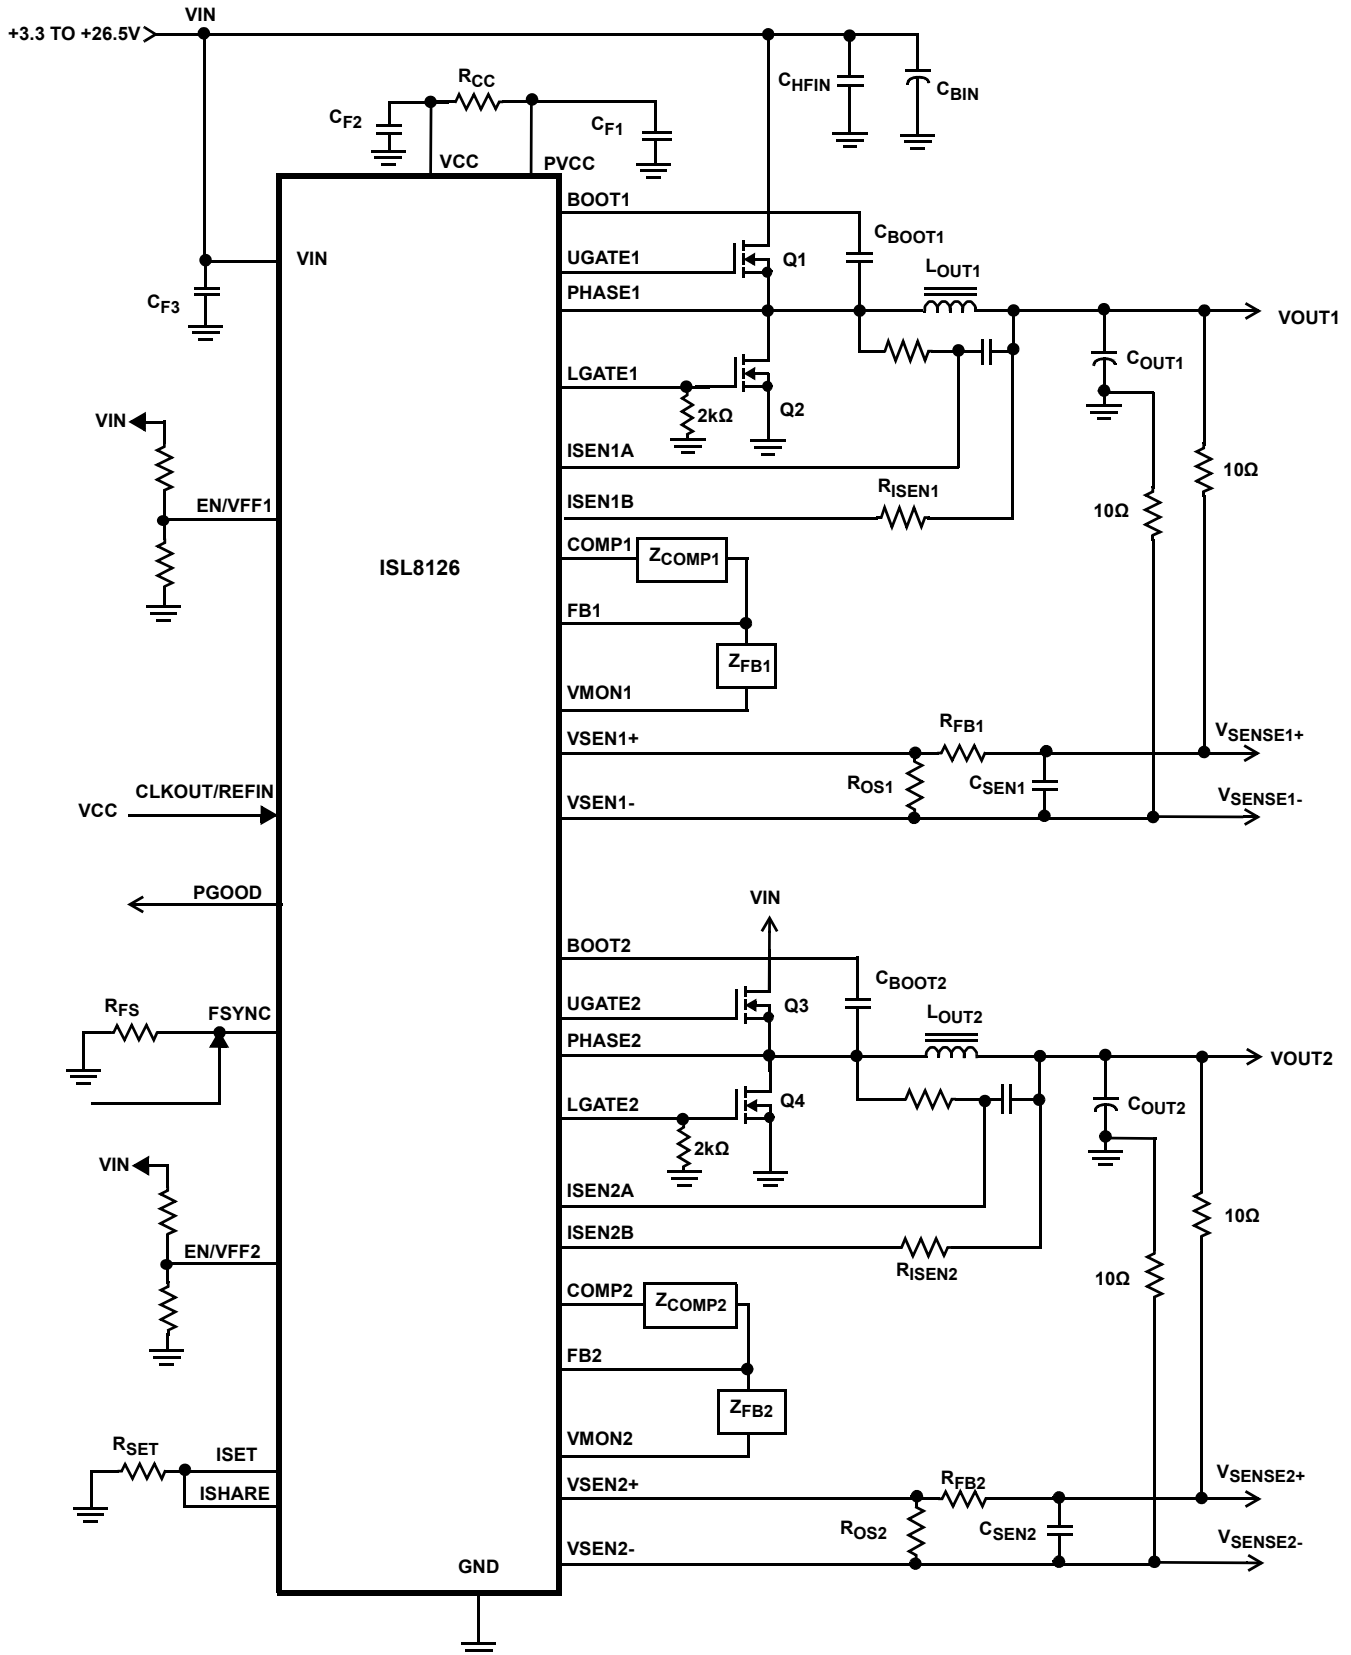 VIN
+3.3 TO +26.5V
RCC
CHFIN
CBIN
CF2
CF1
VCC
PVCC
BOOT1
CBOOT1
VIN
UGATE1
Q1
LOUT1
PHASE1
CF3
VOUT1
COUT1
LGATE1
2kΩ
Q2
VIN
ISEN1A
10Ω
RISEN1
EN/VFF1
ISEN1B
10Ω
COMP1
ZCOMP1
ISL8126
FB1
ZFB1
VMON1
RFB1
VSENSE1+
VSEN1+
ROS1
CSEN1
CLKOUT/REFIN
VCC
VSEN1-
VSENSE1-
PGOOD
VIN
BOOT2
CBOOT2
RFS
FSYNC
UGATE2
Q3
LOUT2
PHASE2
VOUT2
LGATE2
Q4
COUT2
2kΩ
VIN
ISEN2A
10Ω
EN/VFF2
ISEN2B
RISEN2
10Ω
COMP2
ZCOMP2
FB2
ZFB2
VMON2
RSET
ISET
ISHARE
VSEN2+
RFB2
VSENSE2+
ROS2
CSEN2
VSEN2-
VSENSE2-
GND